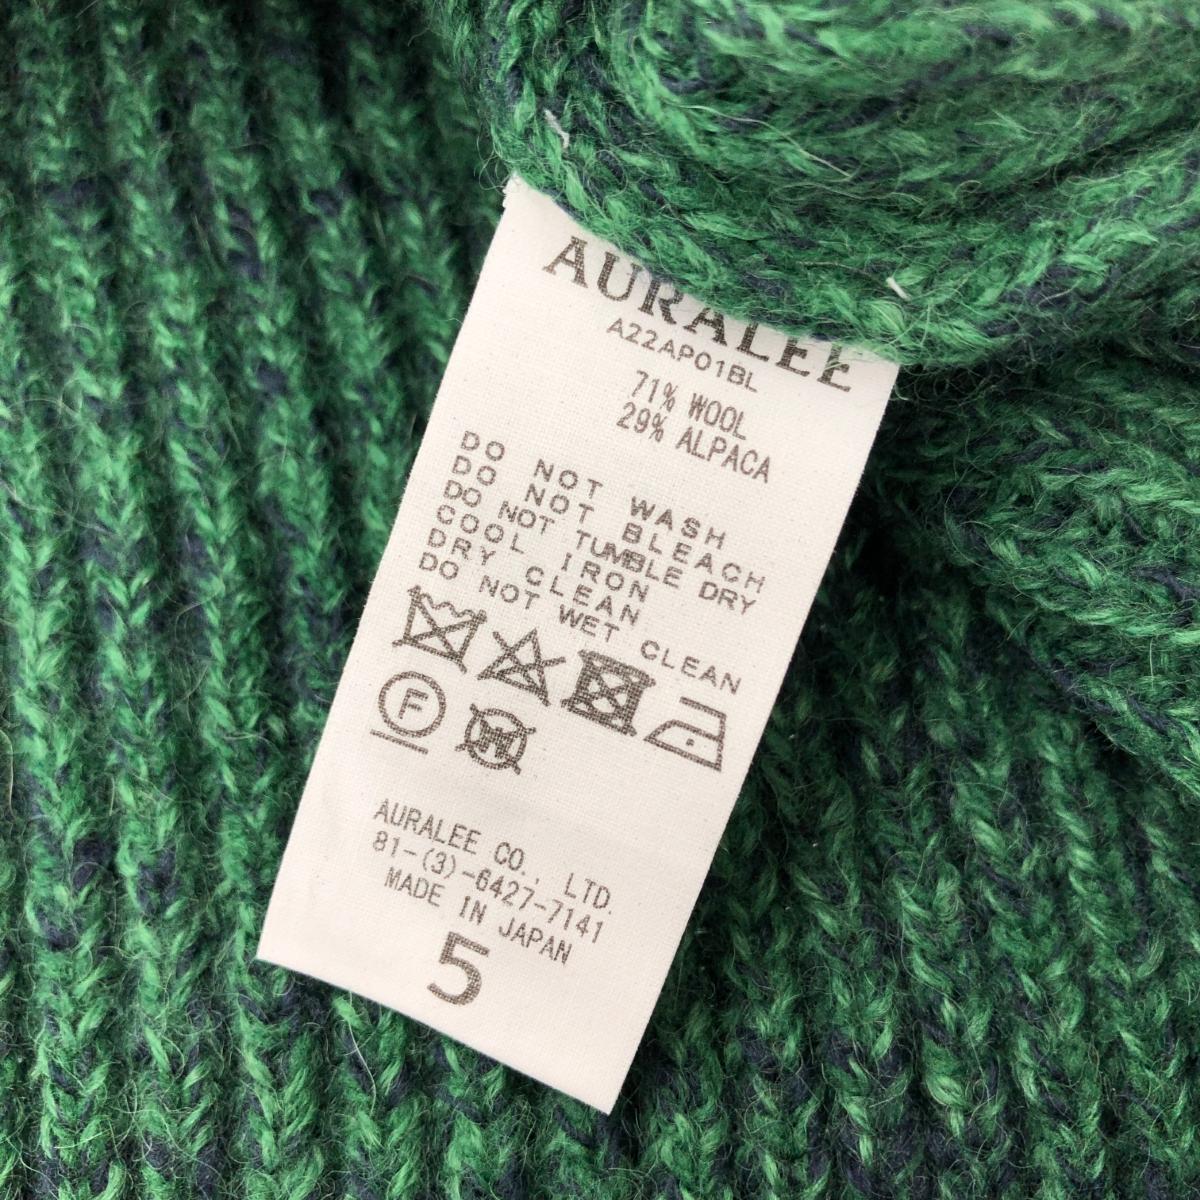 AURALEE
A22AP01BL
71% WOOL
29% ALPACA
DO NOT WASH
DO NOT BLEACH
DO NOT TUMBLE DRY
COOL IRON
DRY CLEAN
DO NOT WET CLEAN
F
W
AURALEE CO., LTD.
81-(3)-6427-7141
MADE IN JAPAN
5